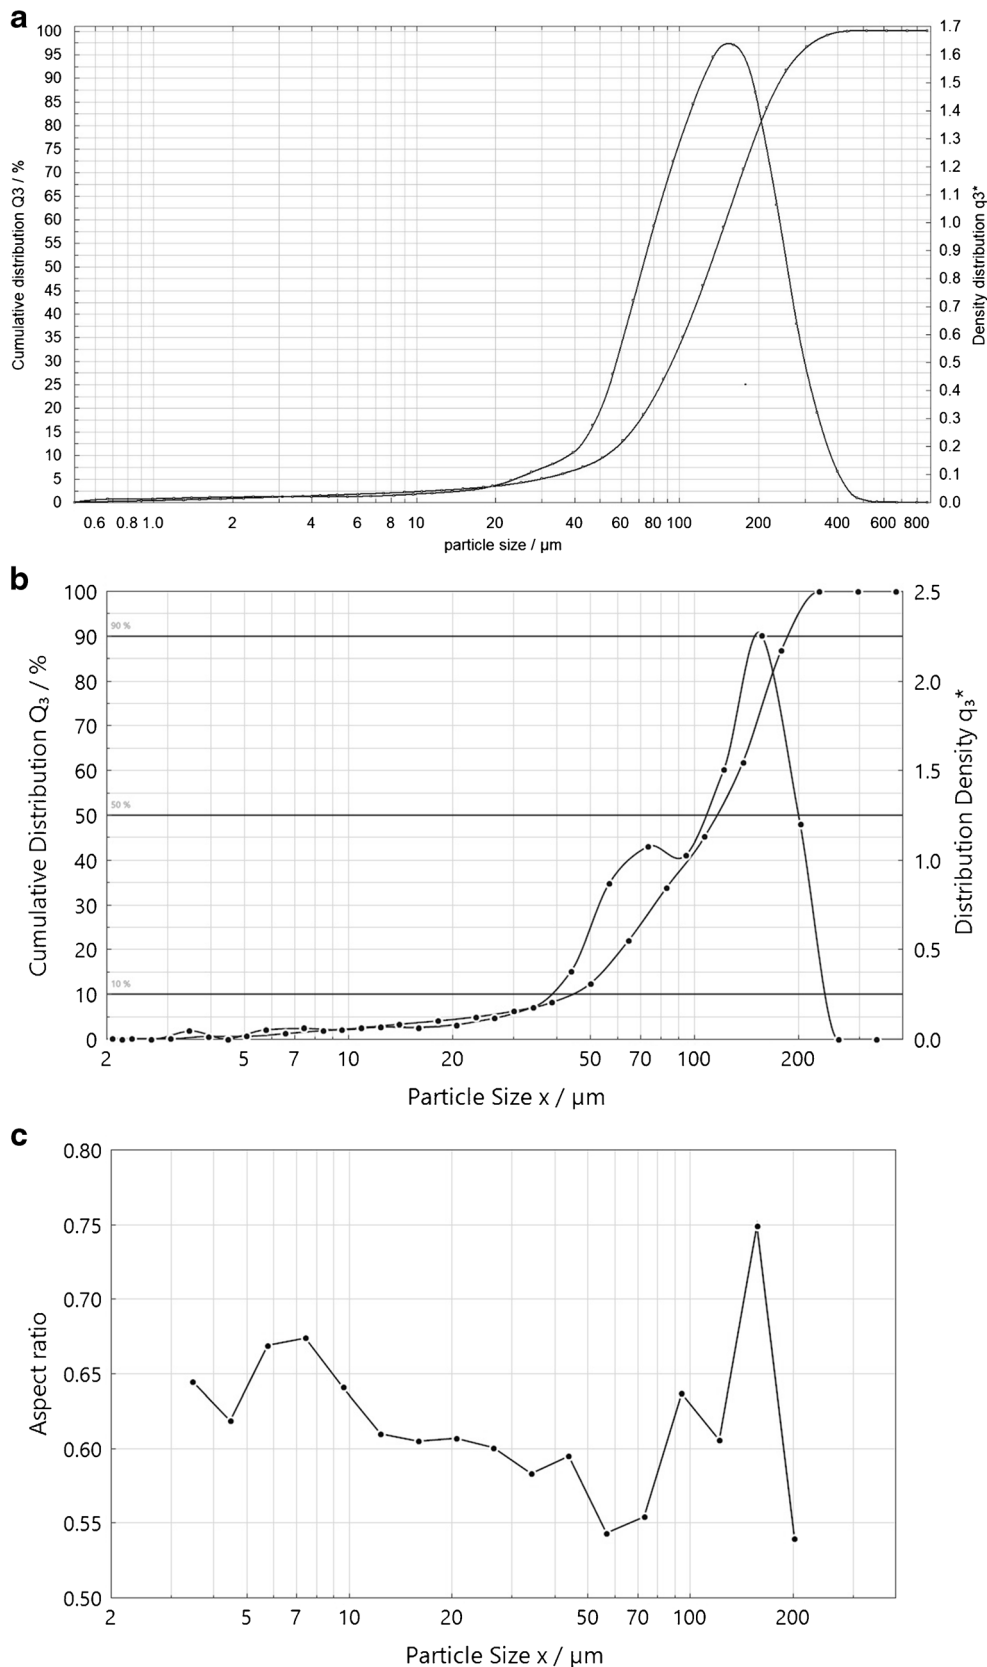 a
100 95 90 85 80 75 70 65 60 55 50 45 40 35 30 25 20 15 10 5 0
Cumulative distribution Q3 / %
1.7 1.6 1.5 1.4 1.3 1.2 1.1 1.0 0.9 0.8 0.7 0.6 0.5 0.4 0.3 0.2 0.1 0.0
Density distribution q3*
0.6 0.8 1.0 2 4 6 8 10 20 40 60 80 100 200 400 600 800
particle size / µm
b
100 90 80 70 60 50 40 30 20 10 0
Cumulative Distribution Q₃ / %
90 %
50 %
10 %
2.5 2.0 1.5 1.0 0.5 0.0
Distribution Density q₃*
2 5 7 10 20 50 70 100 200
Particle Size x / µm
c
0.80 0.75 0.70 0.65 0.60 0.55 0.50
Aspect ratio
2 5 7 10 20 50 70 100 200
Particle Size x / µm